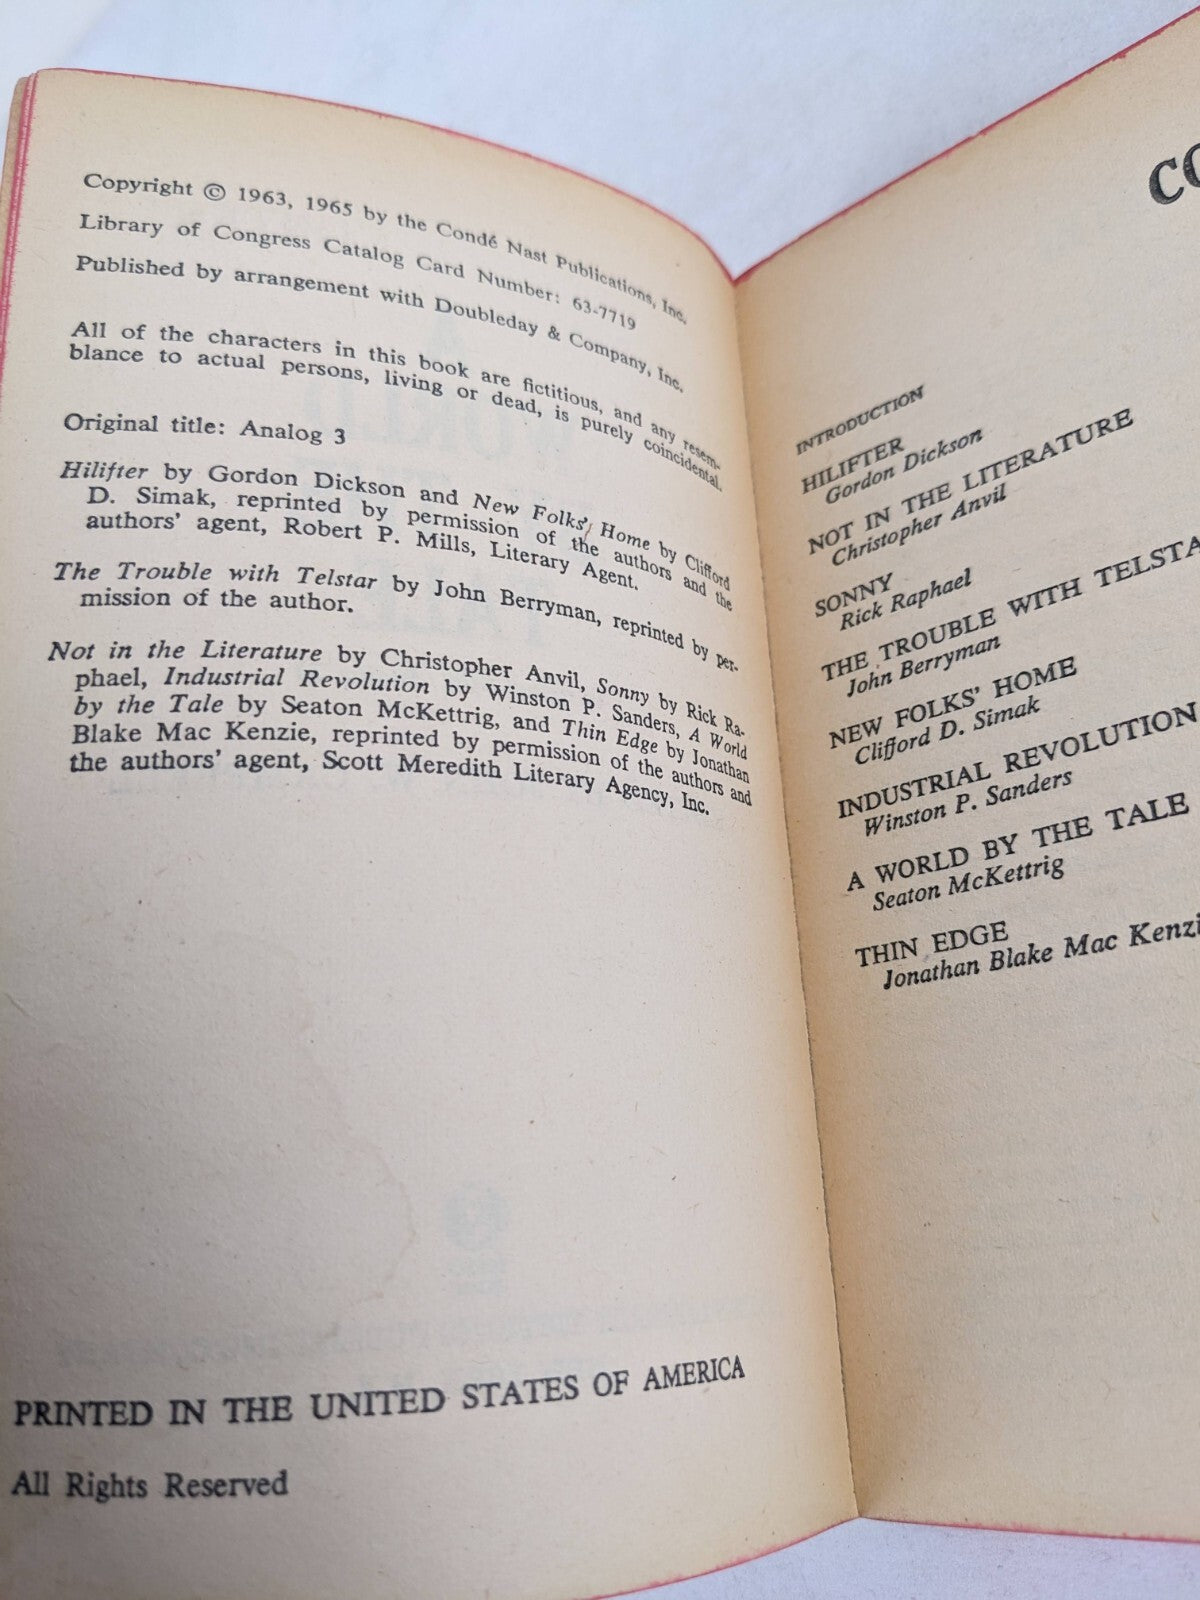 Copyright © 1963, 1965 by the Condé Nast Publications, Inc.
Library of Congress Catalog Card Number: 63-7719
Published by arrangement with Doubleday & Company, Inc.
All of the characters in this book are fictitious, and any resem-
blance to actual persons, living or dead, is purely coincidental.
Original title: Analog 3
Hilifter by Gordon Dickson and New Folks' Home by Clifford
D. Simak, reprinted by permission of the authors and the
authors' agent, Robert P. Mills, Literary Agent.
The Trouble with Telstar by John Berryman, reprinted by per-
mission of the author.
Not in the Literature by Christopher Anvil, Sonny by Rick Ra-
phael, Industrial Revolution by Winston P. Sanders, A World
by the Tale by Seaton McKettrig, and Thin Edge by Jonathan
Blake Mac Kenzie, reprinted by permission of the authors and
the authors' agent, Scott Meredith Literary Agency, Inc.
PRINTED IN THE UNITED STATES OF AMERICA
All Rights Reserved
CO
INTRODUCTION
HILIFTER
Gordon Dickson
NOT IN THE LITERATURE
Christopher Anvil
SONNY
Rick Raphael
THE TROUBLE WITH TELSTA
John Berryman
NEW FOLKS' HOME
Clifford D. Simak
INDUSTRIAL REVOLUTION
Winston P. Sanders
A WORLD BY THE TALE
Seaton McKettrig
THIN EDGE
Jonathan Blake Mac Kenzi